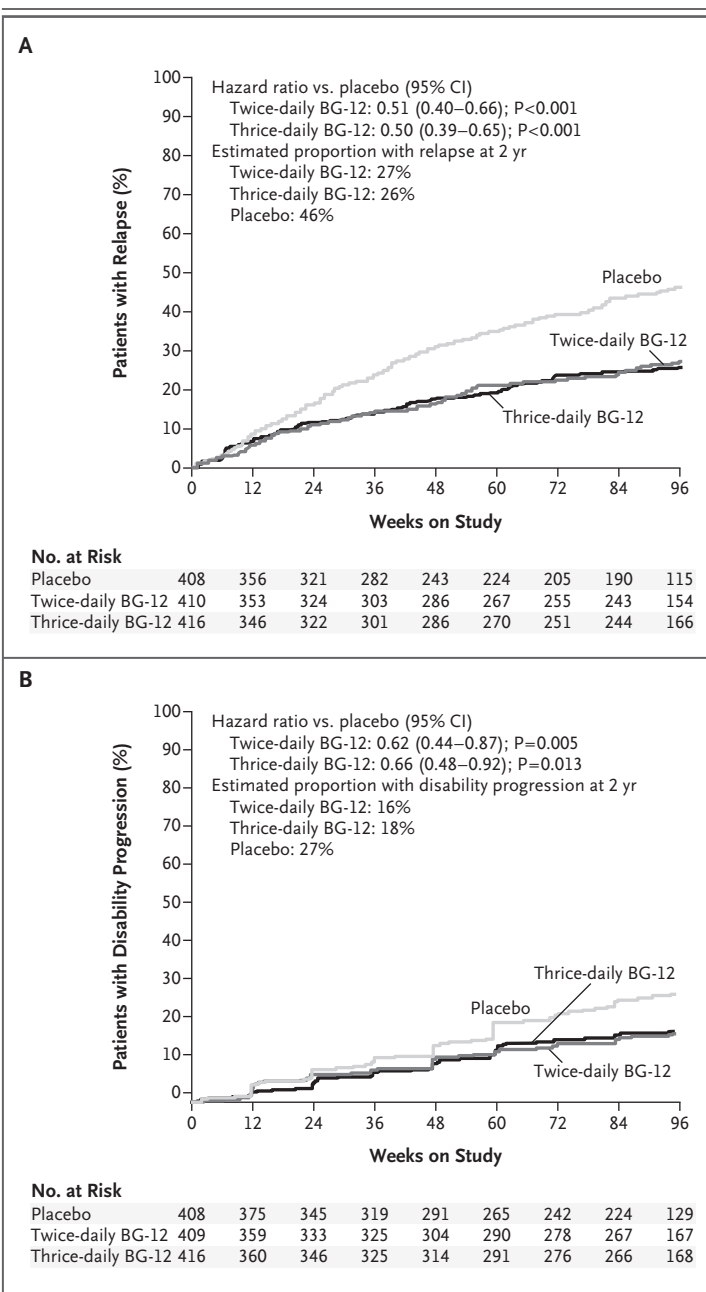 A
Hazard ratio vs. placebo (95% CI)
Twice-daily BG-12: 0.51 (0.40–0.66); P<0.001
Thrice-daily BG-12: 0.50 (0.39–0.65); P<0.001
Estimated proportion with relapse at 2 yr
Twice-daily BG-12: 27%
Thrice-daily BG-12: 26%
Placebo: 46%
Patients with Relapse (%)
100
90
80
70
60
50
40
30
20
10
0
Placebo
Twice-daily BG-12
Thrice-daily BG-12
0 12 24 36 48 60 72 84 96
Weeks on Study
No. at Risk
Placebo 408 356 321 282 243 224 205 190 115
Twice-daily BG-12 410 353 324 303 286 267 255 243 154
Thrice-daily BG-12 416 346 322 301 286 270 251 244 166
B
Hazard ratio vs. placebo (95% CI)
Twice-daily BG-12: 0.62 (0.44–0.87); P=0.005
Thrice-daily BG-12: 0.66 (0.48–0.92); P=0.013
Estimated proportion with disability progression at 2 yr
Twice-daily BG-12: 16%
Thrice-daily BG-12: 18%
Placebo: 27%
Patients with Disability Progression (%)
100
90
80
70
60
50
40
30
20
10
0
Thrice-daily BG-12
Placebo
Twice-daily BG-12
0 12 24 36 48 60 72 84 96
Weeks on Study
No. at Risk
Placebo 408 375 345 319 291 265 242 224 129
Twice-daily BG-12 409 359 333 325 304 290 278 267 167
Thrice-daily BG-12 416 360 346 325 314 291 276 266 168